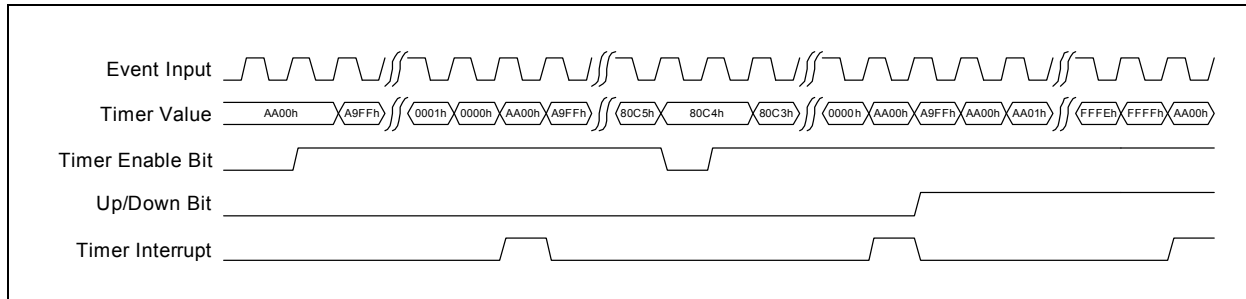 Event Input
Timer Value AA00h A9FFh 0001h 0000h AA00h A9FFh 80C5h 80C4h 80C3h 0000h AA00h A9FFh AA00h AA01h FFFEh FFFFh AA00h
Timer Enable Bit
Up/Down Bit
Timer Interrupt